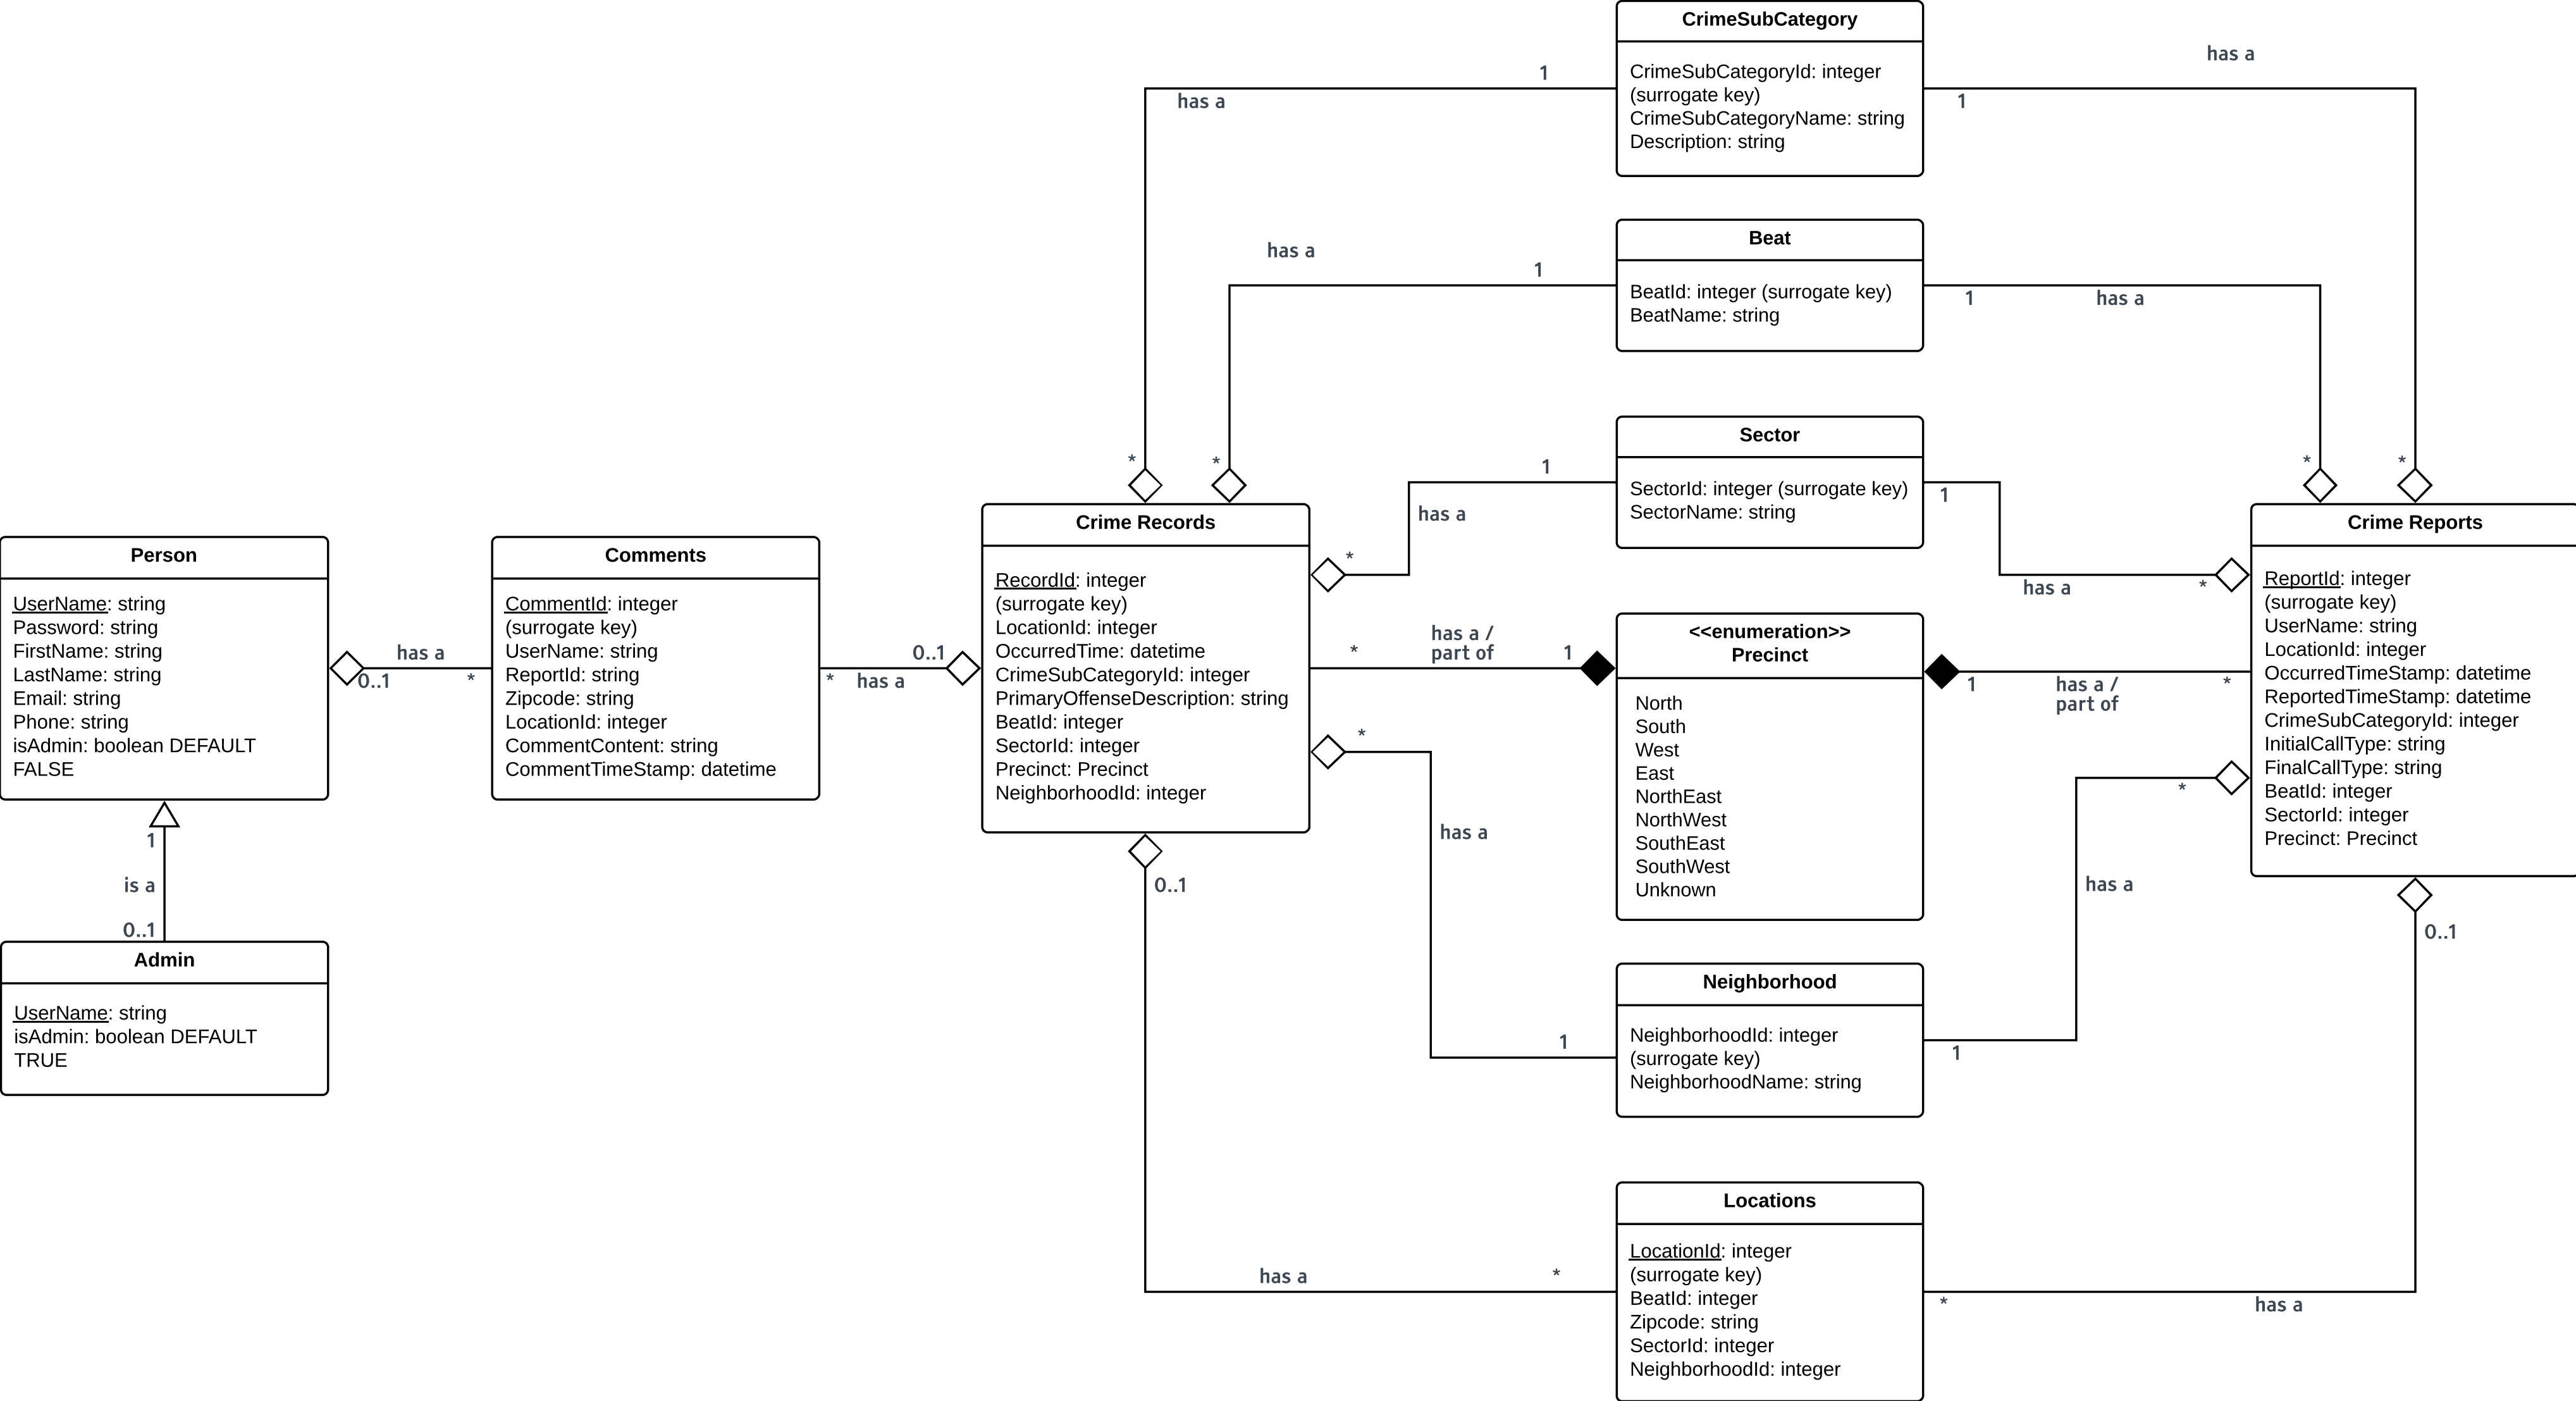 CrimeSubCategory
CrimeSubCategoryId: integer
(surrogate key)
CrimeSubCategoryName: string
Description: string
has a
1
*
has a
1
*
Beat
BeatId: integer (surrogate key)
BeatName: string
has a
1
*
1
has a
*
Sector
SectorId: integer (surrogate key)
SectorName: string
1
has a
*
1
has a
*
Person
UserName: string
Password: string
FirstName: string
LastName: string
Email: string
Phone: string
isAdmin: boolean DEFAULT
FALSE
has a
0..1
*
Comments
CommentId: integer
(surrogate key)
UserName: string
ReportId: string
Zipcode: string
LocationId: integer
CommentContent: string
CommentTimeStamp: datetime
0..1
*
has a
Crime Records
RecordId: integer
(surrogate key)
LocationId: integer
OccurredTime: datetime
CrimeSubCategoryId: integer
PrimaryOffenseDescription: string
BeatId: integer
SectorId: integer
Precinct: Precinct
NeighborhoodId: integer
*
has a /
part of
1
<<enumeration>>
Precinct
North
South
West
East
NorthEast
NorthWest
SouthEast
SouthWest
Unknown
1
has a /
part of
*
Crime Reports
ReportId: integer
(surrogate key)
UserName: string
LocationId: integer
OccurredTimeStamp: datetime
ReportedTimeStamp: datetime
CrimeSubCategoryId: integer
InitialCallType: string
FinalCallType: string
BeatId: integer
SectorId: integer
Precinct: Precinct
1
is a
0..1
Admin
UserName: string
isAdmin: boolean DEFAULT
TRUE
*
has a
1
Neighborhood
NeighborhoodId: integer
(surrogate key)
NeighborhoodName: string
*
has a
1
0..1
has a
*
Locations
LocationId: integer
(surrogate key)
BeatId: integer
Zipcode: string
SectorId: integer
NeighborhoodId: integer
0..1
*
has a